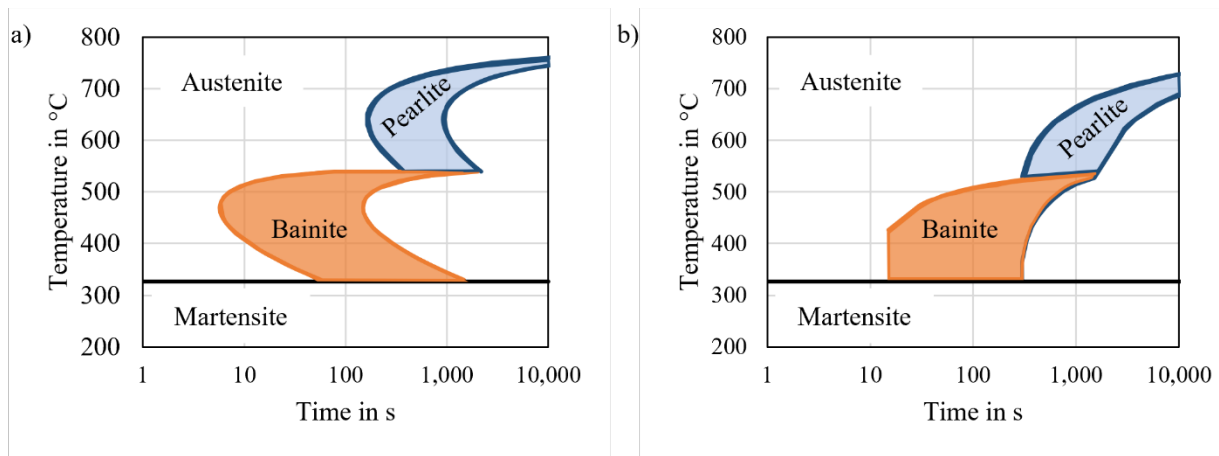 a)
800
700
600
500
400
300
200
Temperature in °C
Austenite
Pearlite
Bainite
Martensite
1
10
100
1,000
10,000
Time in s
b)
800
700
600
500
400
300
200
Temperature in °C
Austenite
Pearlite
Bainite
Martensite
1
10
100
1,000
10,000
Time in s